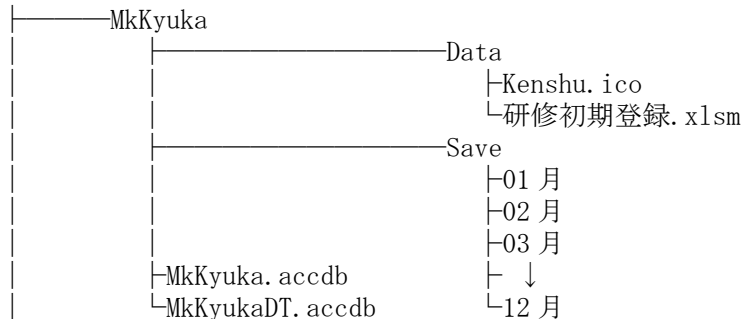 MkKyuka
Data
Kenshu.ico
研修初期登録.xlsm
Save
01月
02月
03月
MkKyuka.accdb ↓
MkKyukaDT.accdb 12月